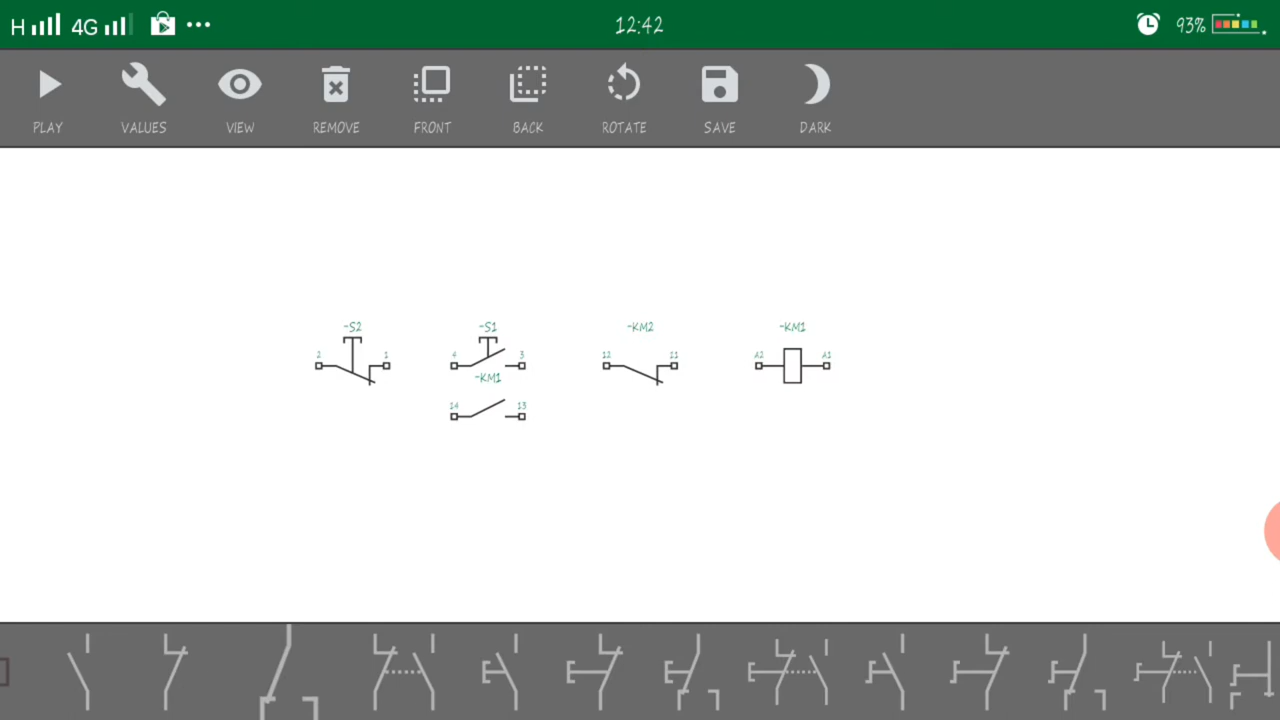 H 4G 12:42 93%
PLAY VALUES VIEW REMOVE FRONT BACK ROTATE SAVE DARK
-S2 -S1 -KM2 -KM1
2 1 4 3 12 11 A2 A1
-KM1
14 13